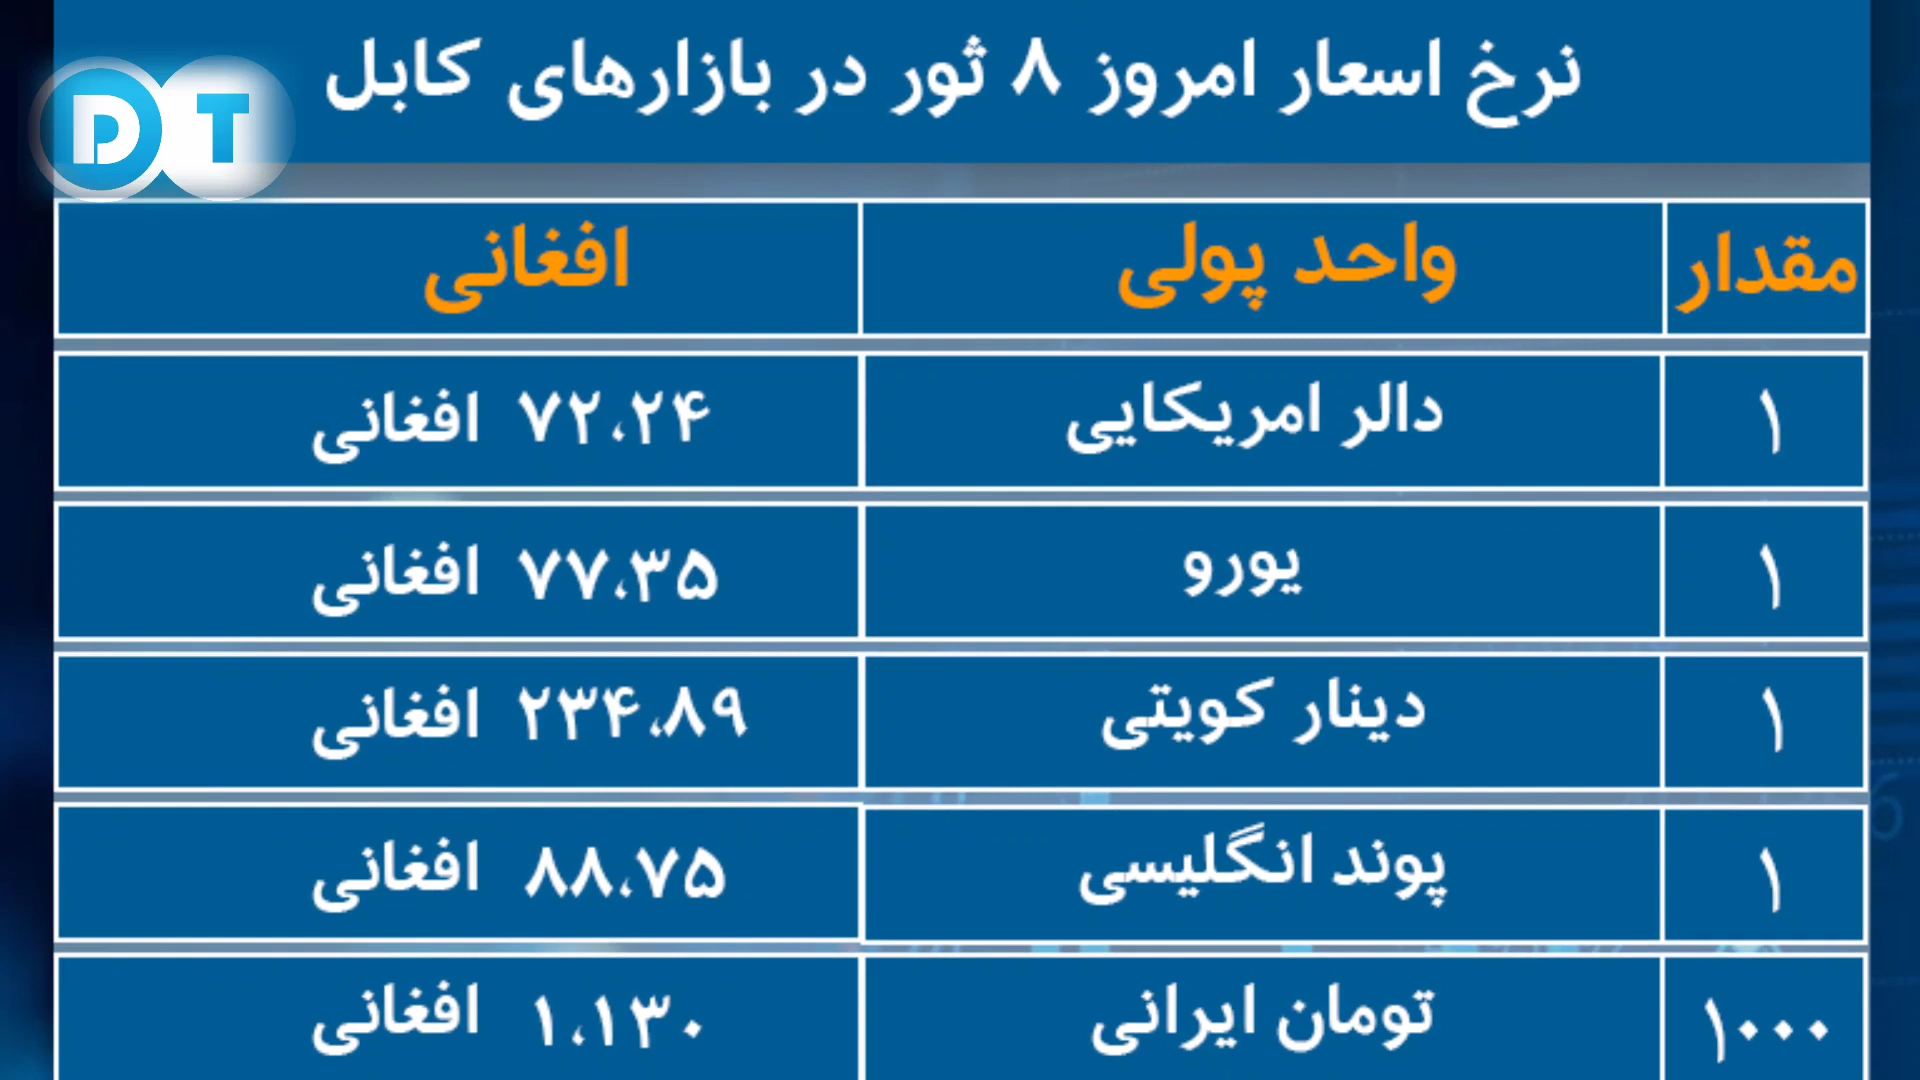 DT
نرخ اسعار امروز ۸ ثور در بازارهای کابل
مقدار واحد پولی افغانی
۱ دالر امریکایی ۷۲،۲۴ افغانی
۱ یورو ۷۷،۳۵ افغانی
۱ دینار کویتی ۲۳۴،۸۹ افغانی
۱ پوند انگلیسی ۸۸،۷۵ افغانی
۱۰۰۰ تومان ایرانی ۱،۱۳۰ افغانی